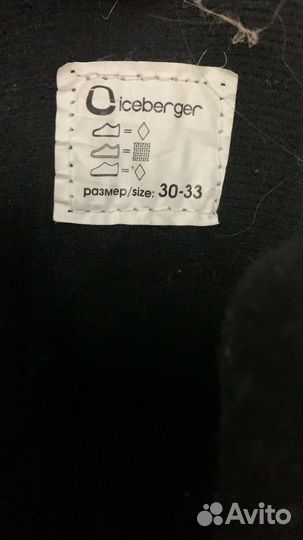 iceberger
=
=
=
размер/size: 30-33
Avito